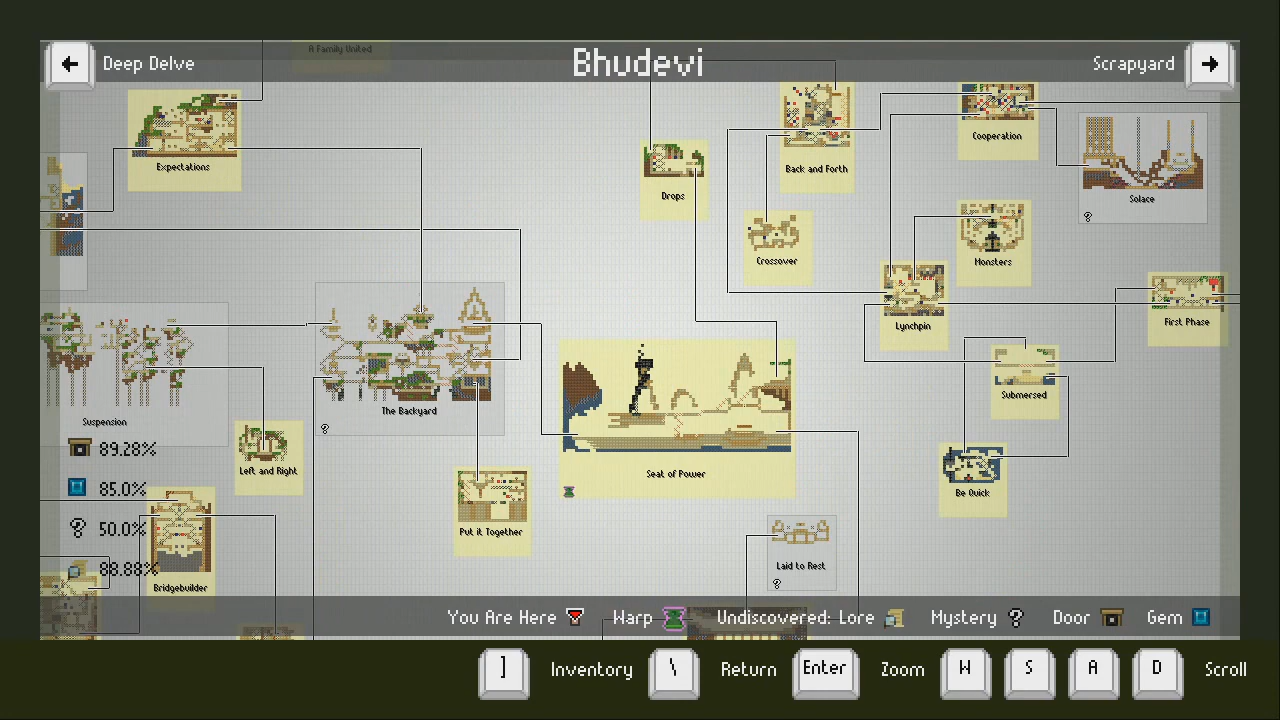 A Family United
← Deep Delve
Bhudevi
Scrapyard →
Expectations
Drops
Back and Forth
Cooperation
Solace
Crossover
Monsters
Lynchpin
First Phase
Suspension
The Backyard
Submersed
89.28%
Left and Right
Seat of Power
85.0%
Be Quick
50.0%
Put it Together
Laid to Rest
88.88%
Bridgebuilder
You Are Here Warp Undiscovered: Lore Mystery Door Gem
] Inventory \ Return Enter Zoom W S A D Scroll